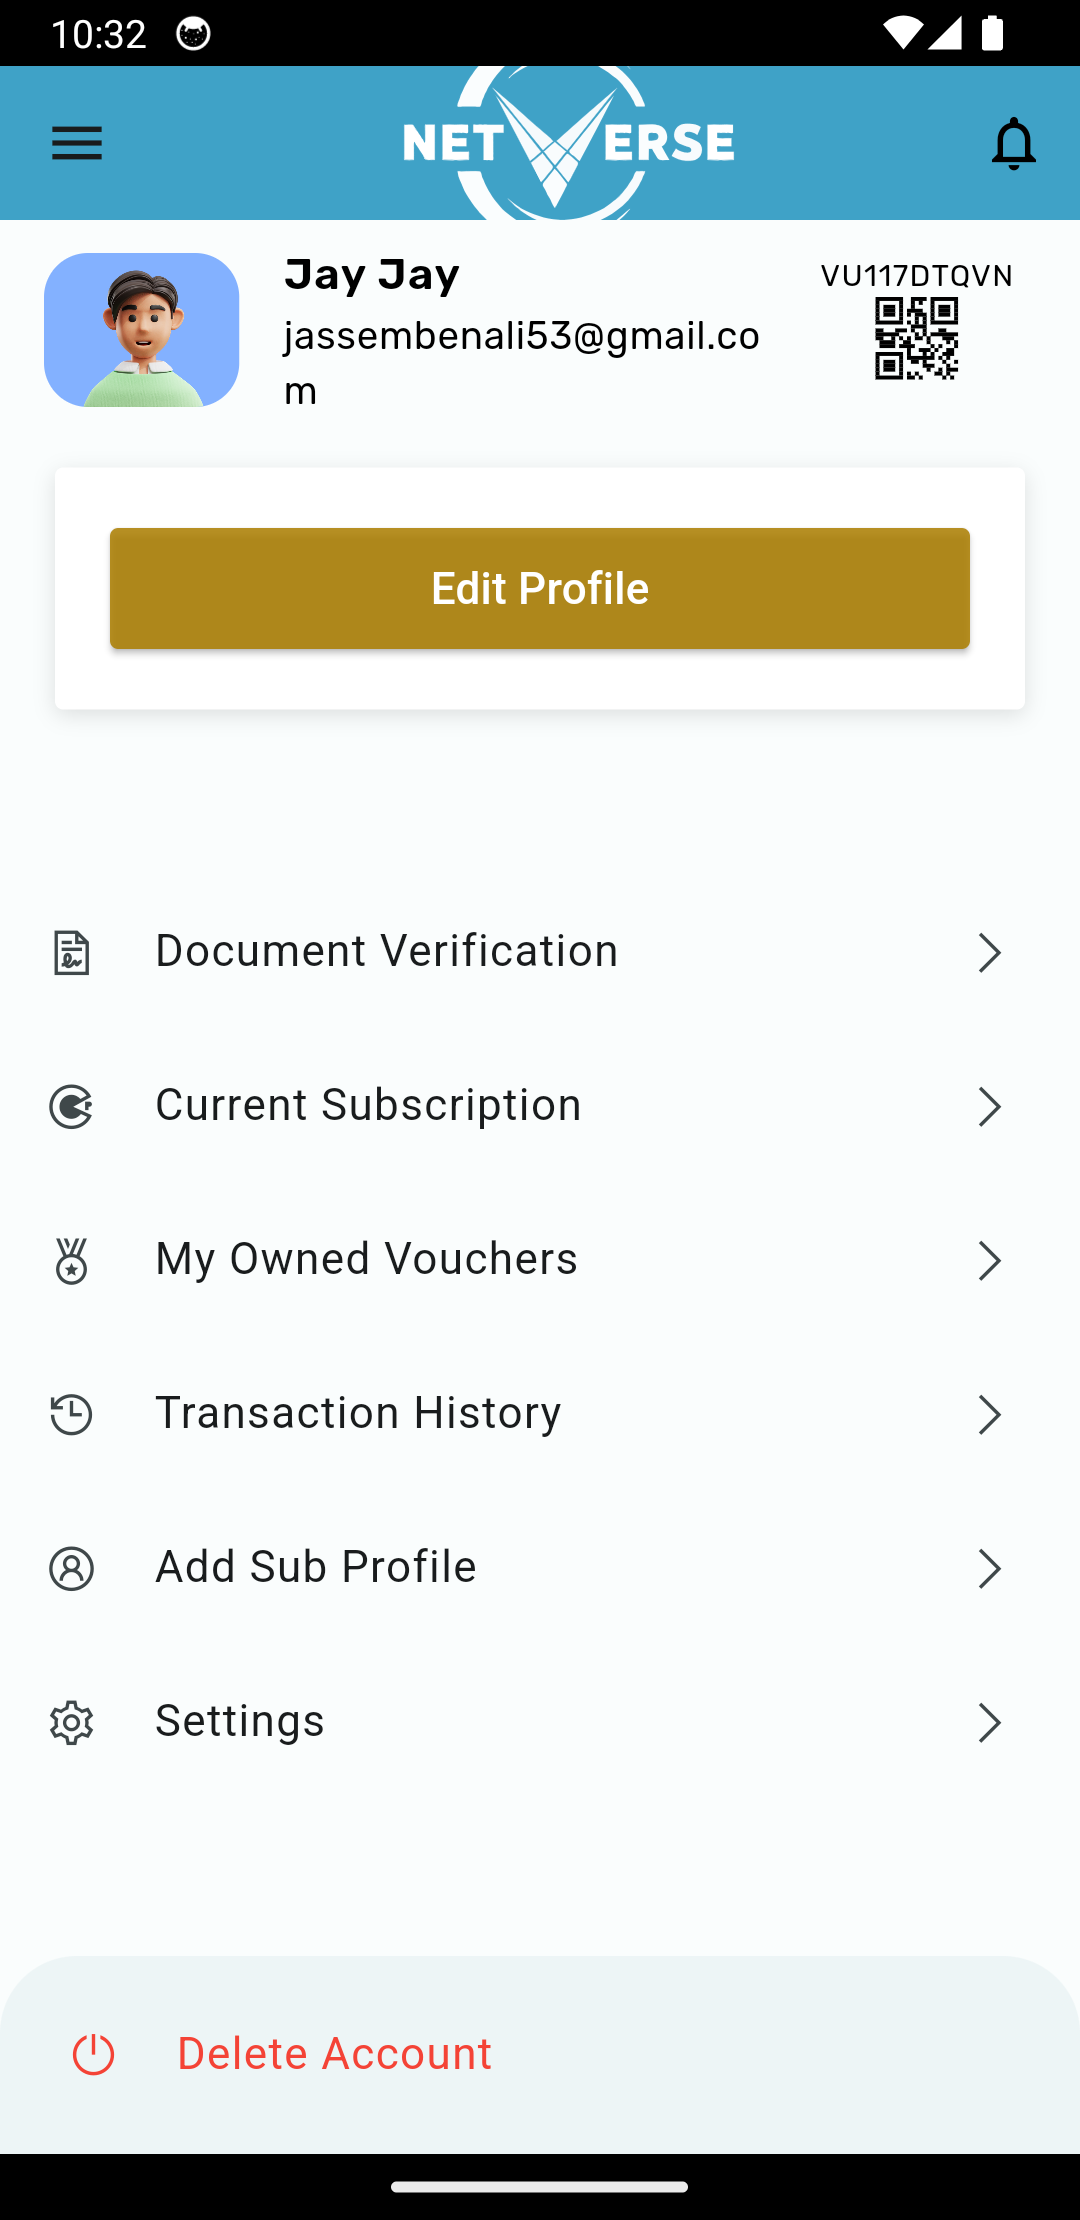 10:32
NETVERSE
Jay Jay
VU117DTQVN
jassembenali53@gmail.co
m
Edit Profile
Document Verification
Current Subscription
My Owned Vouchers
Transaction History
Add Sub Profile
Settings
Delete Account